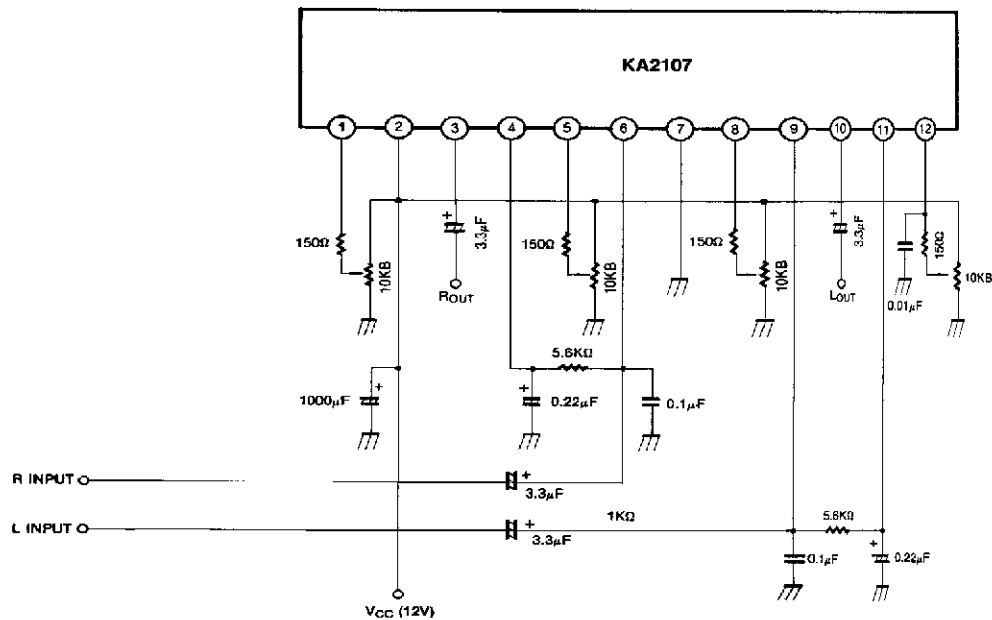 KA2107
1 2 3 4 5 6 7 8 9 10 11 12
150Ω
10KB
3.3μF
ROUT
150Ω
10KB
150Ω
10KB
3.3μF
LOUT
0.01μF
150Ω
10KB
5.6KΩ
1000μF
0.22μF
0.1μF
R INPUT
3.3μF
L INPUT
3.3μF
1KΩ
5.6KΩ
0.1μF
0.22μF
VCC (12V)